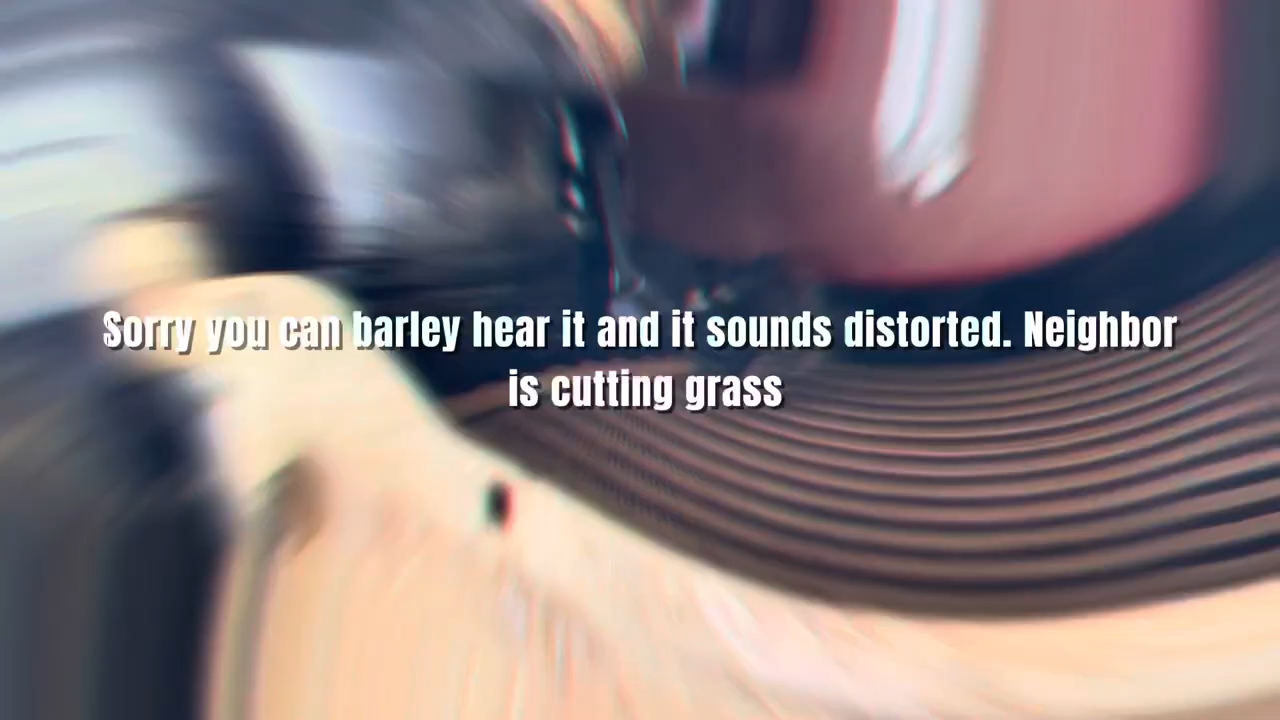 Sorry you can barley hear it and it sounds distorted. Neighbor
is cutting grass